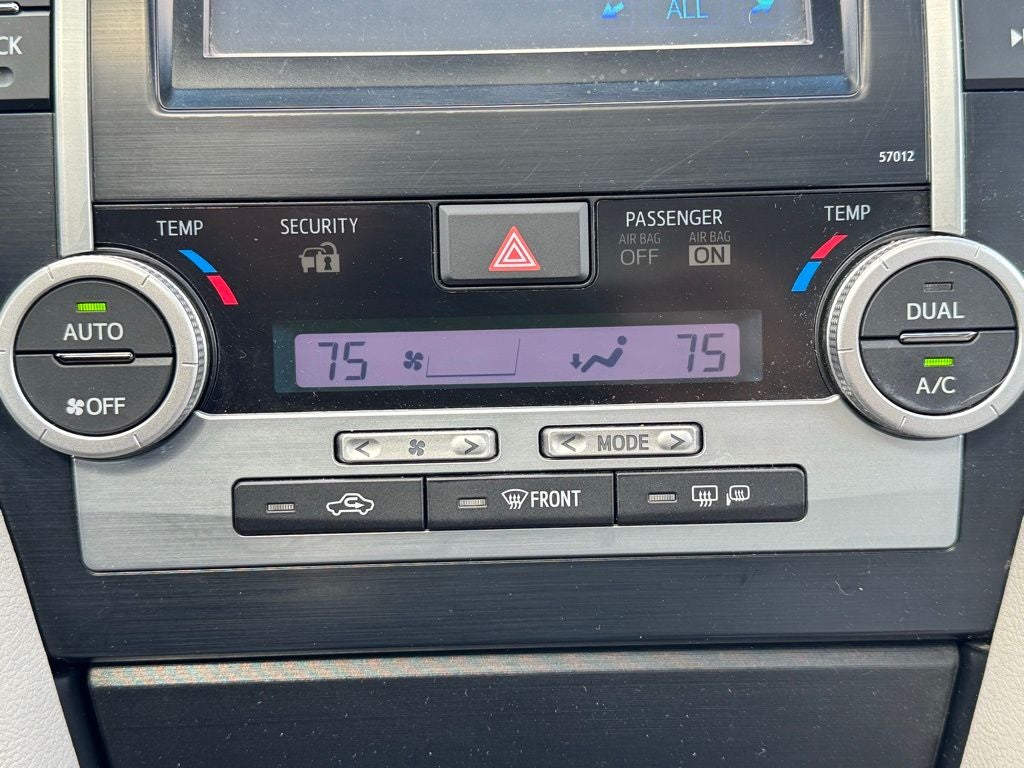 ALL
CK
57012
TEMP
SECURITY
PASSENGER
AIR BAG OFF
AIR BAG ON
TEMP
AUTO
OFF
75
75
DUAL
A/C
< >
< MODE >
FRONT